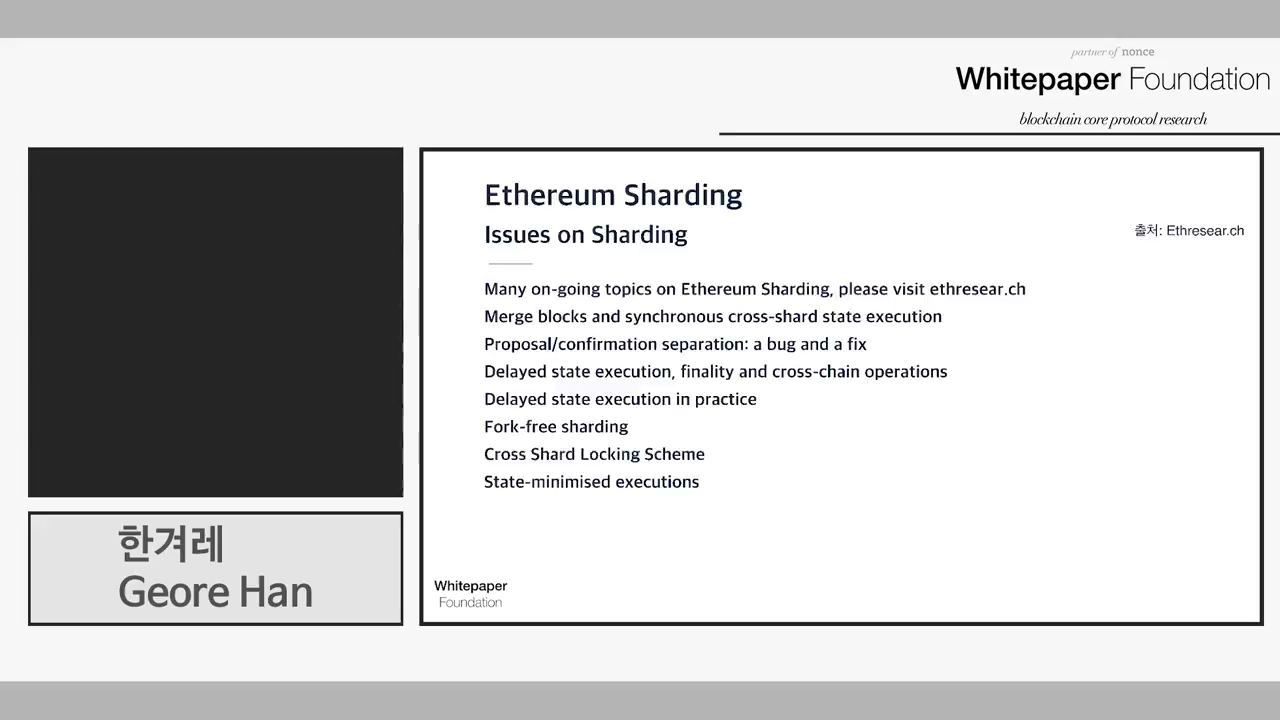 partner of nonce
Whitepaper Foundation
blockchain core protocol research
Ethereum Sharding
Issues on Sharding
출처: Ethresear.ch
Many on-going topics on Ethereum Sharding, please visit ethresear.ch
Merge blocks and synchronous cross-shard state execution
Proposal/confirmation separation: a bug and a fix
Delayed state execution, finality and cross-chain operations
Delayed state execution in practice
Fork-free sharding
Cross Shard Locking Scheme
State-minimised executions
한겨레
Geore Han
Whitepaper
Foundation